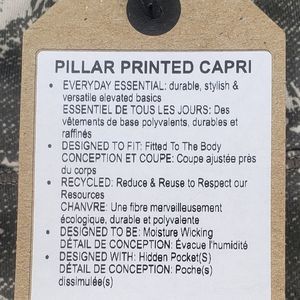 PILLAR PRINTED CAPRI
• EVERYDAY ESSENTIAL: durable, stylish &
versatile elevated basics
ESSENTIEL DE TOUS LES JOURS: Des
vêtements de base polyvalents, durables et
raffinés
• DESIGNED TO FIT: Fitted To The Body
CONCEPTION ET COUPE: Coupe ajustée près
du corps
• RECYCLED: Reduce & Reuse to Respect our
Resources
CHANVRE: Une fibre merveilleusement
écologique, durable et polyvalente
• DESIGNED TO BE: Moisture Wicking
DÉTAIL DE CONCEPTION: Évacue l'humidité
• DESIGNED WITH: Hidden Pocket(S)
DÉTAIL DE CONCEPTION: Poche(s)
dissimulée(s)